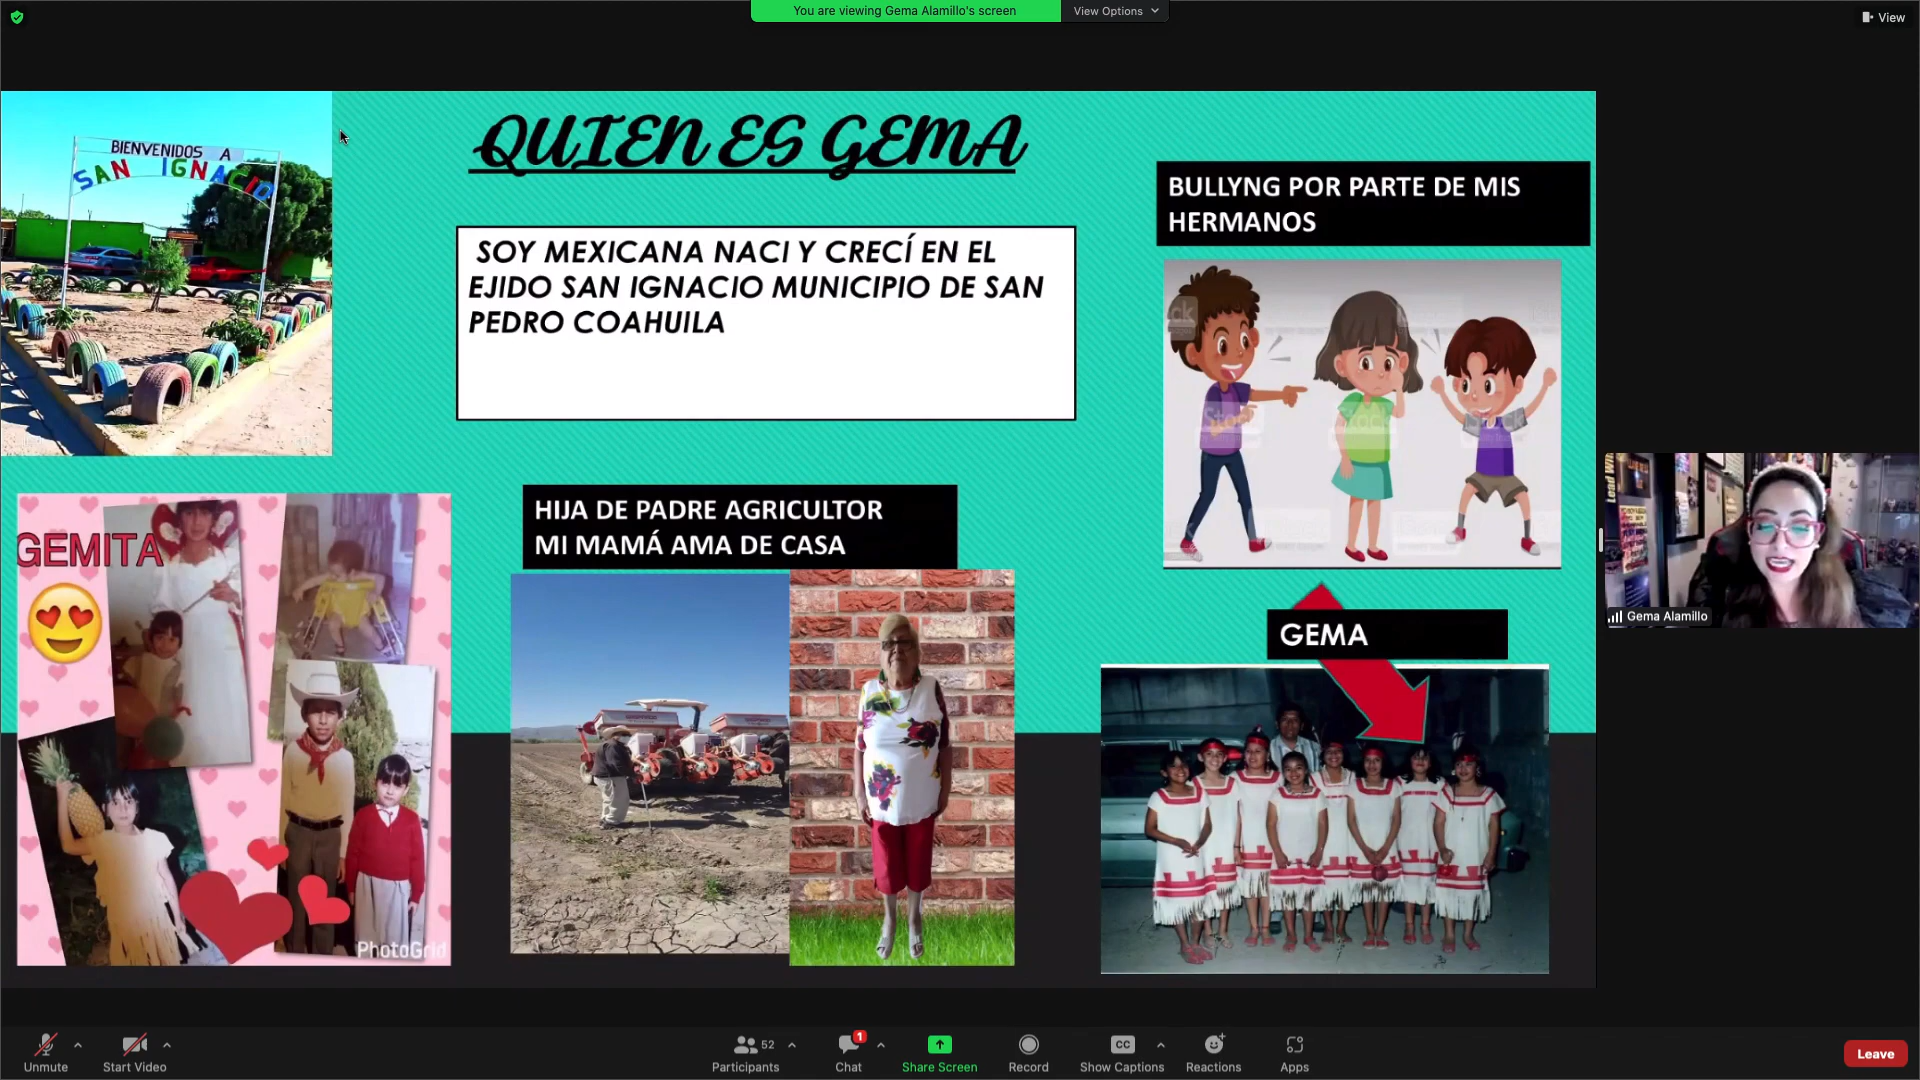 You are viewing Gema Alamillo's screen
View Options
View
BIENVENIDOS A
SAN IGNACIO
QUIEN ES GEMA
SOY MEXICANA NACI Y CRECÍ EN EL
EJIDO SAN IGNACIO MUNICIPIO DE SAN
PEDRO COAHUILA
BULLYNG POR PARTE DE MIS
HERMANOS
GEMITA
HIJA DE PADRE AGRICULTOR
MI MAMÁ AMA DE CASA
GEMA
PhotoGrid
Gema Alamillo
Unmute
Start Video
52
Participants
1
Chat
Share Screen
Record
CC
Show Captions
Reactions
Apps
Leave